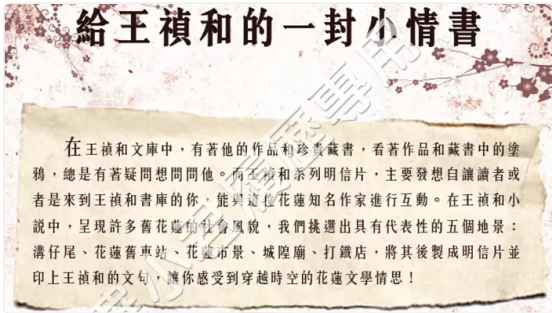 給王禎和的一封小情書
在王禎和文庫中，有著他的作品和珍貴藏書，看著作品和藏書中的塗
鴉，總是有著疑問想問問他。而王禎和系列明信片，主要發想自讓讀者或
者是來到王禎和書庫的你，能與這位花蓮知名作家進行互動。在王禎和小
說中，呈現許多舊花蓮的社會風貌，我們挑選出具有代表性的五個地景：
溝仔尾、花蓮舊車站、花蓮市景、城隍廟、打鐵店，將其後製成明信片並
印上王禎和的文句，讓你感受到穿越時空的花蓮文學情思！
小
履歷專用